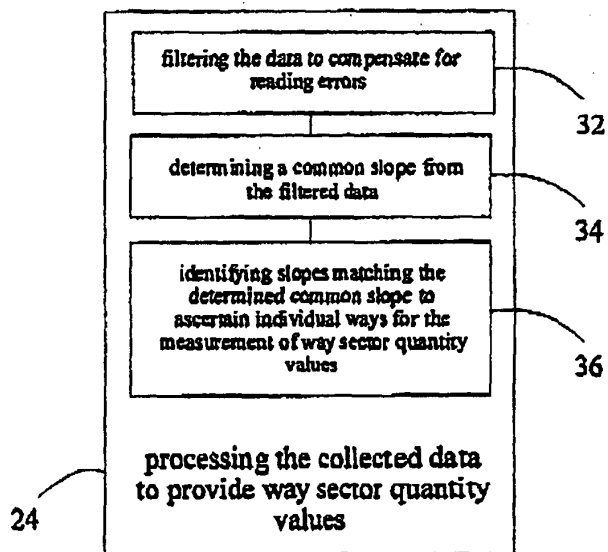 filtering the data to compensate for
reading errors
32
determining a common slope from
the filtered data
34
identifying slopes matching the
determined common slope to
ascertain individual ways for the
measurement of way sector quantity
values
36
processing the collected data
to provide way sector quantity
values
24